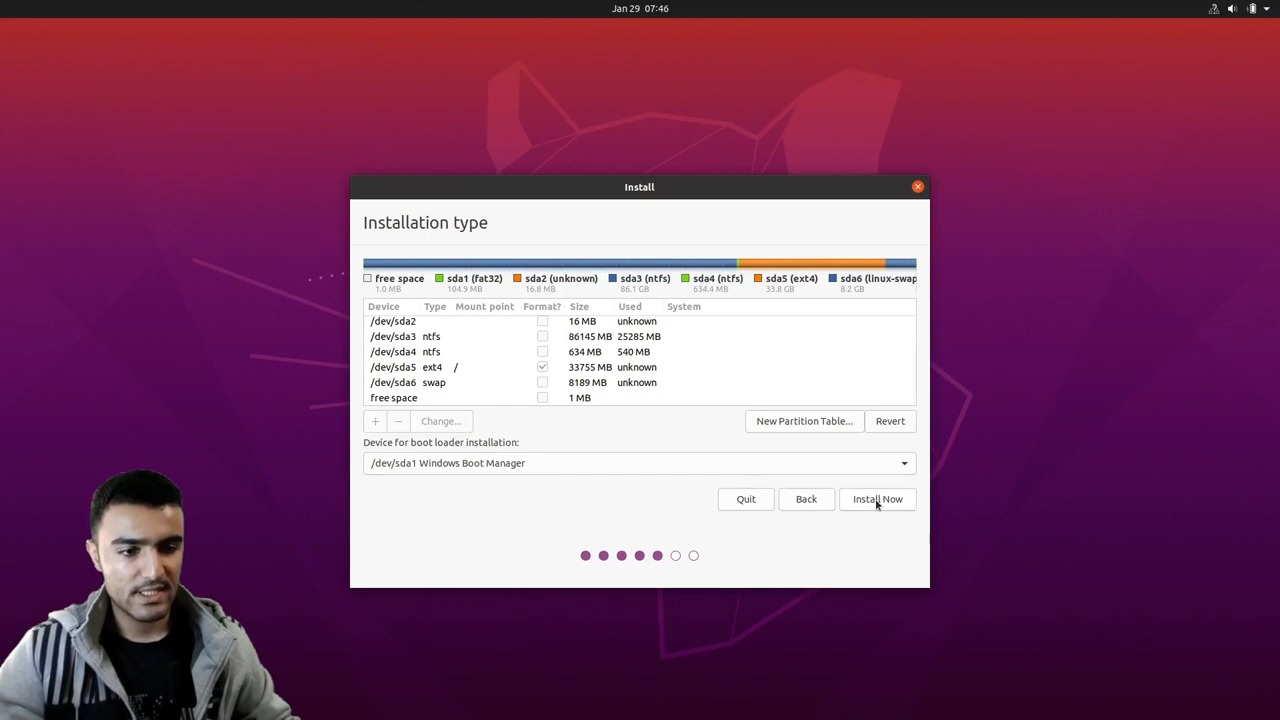 Jan 29 07:46
Install
Installation type
free space sda1 (fat32) sda2 (unknown) sda3 (ntfs) sda4 (ntfs) sda5 (ext4) sda6 (linux-swap
1.0 MB 104.9 MB 16.8 MB 86.1 GB 634.4 MB 33.8 GB 8.2 GB
Device Type Mount point Format? Size Used System
/dev/sda2 16 MB unknown
/dev/sda3 ntfs 86145 MB 25285 MB
/dev/sda4 ntfs 634 MB 540 MB
/dev/sda5 ext4 / 33755 MB unknown
/dev/sda6 swap 8189 MB unknown
free space 1 MB
+ - Change... New Partition Table... Revert
Device for boot loader installation:
/dev/sda1 Windows Boot Manager
Quit Back Install Now